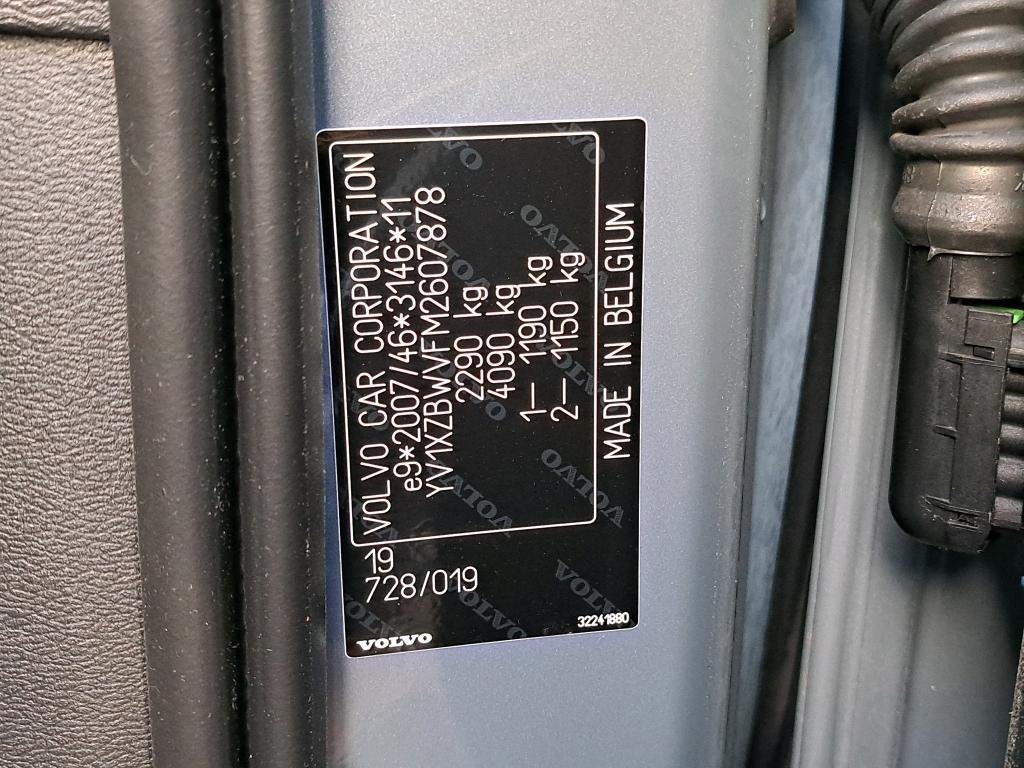 VOLVO CAR CORPORATION
e9*2007/46*3146*11
YV1XZBWVFM2607878
2290 kg
4090 kg
1— 1190 kg
2— 1150 kg
MADE IN BELGIUM
19
728/019
VOLVO
32241880